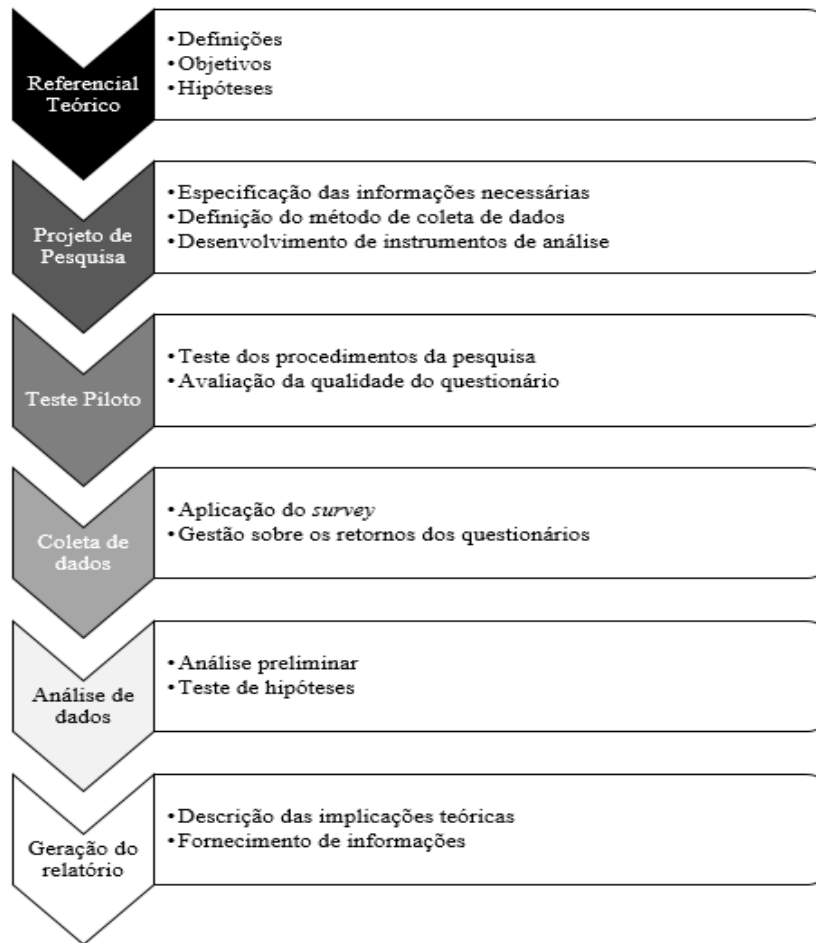 Referencial
Teórico
•Definições
•Objetivos
•Hipóteses
Projeto de
Pesquisa
•Especificação das informações necessárias
•Definição do método de coleta de dados
•Desenvolvimento de instrumentos de análise
Teste Piloto
•Teste dos procedimentos da pesquisa
•Avaliação da qualidade do questionário
Coleta de
dados
•Aplicação do survey
•Gestão sobre os retornos dos questionários
Análise de
dados
•Análise preliminar
•Teste de hipóteses
Geração do
relatório
•Descrição das implicações teóricas
•Fornecimento de informações